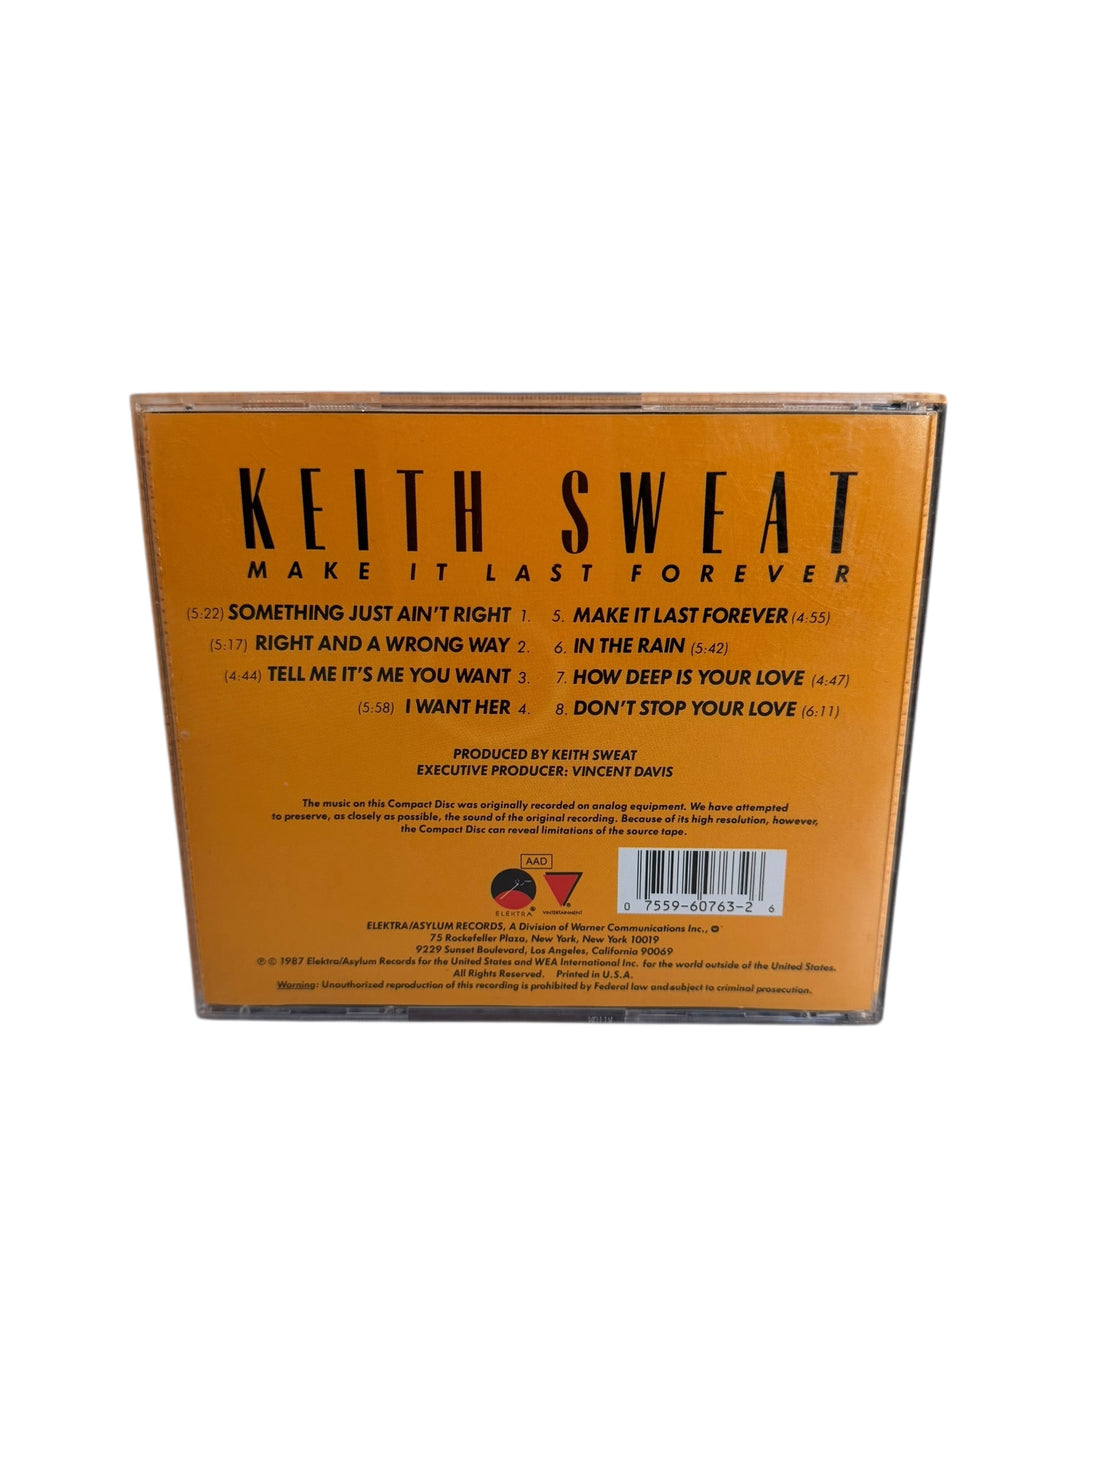 KEITH SWEAT
MAKE IT LAST FOREVER
(5:22) SOMETHING JUST AIN'T RIGHT 1.
(5:17) RIGHT AND A WRONG WAY 2.
(4:44) TELL ME IT'S ME YOU WANT 3.
(5:58) I WANT HER 4.
5. MAKE IT LAST FOREVER (4:55)
6. IN THE RAIN (5:42)
7. HOW DEEP IS YOUR LOVE (4:47)
8. DON'T STOP YOUR LOVE (6:11)
PRODUCED BY KEITH SWEAT
EXECUTIVE PRODUCER: VINCENT DAVIS
The music on this Compact Disc was originally recorded on analog equipment. We have attempted
to preserve, as closely as possible, the sound of the original recording. Because of its high resolution, however,
the Compact Disc can reveal limitations of the source tape.
AAD
ELEKTRA®
VINTERTAINMENT
0 7559-60763-2 6
ELEKTRA/ASYLUM RECORDS, A Division of Warner Communications Inc.,
75 Rockefeller Plaza, New York, New York 10019
9229 Sunset Boulevard, Los Angeles, California 90069
℗ © 1987 Elektra/Asylum Records for the United States and WEA International Inc. for the world outside of the United States.
All Rights Reserved. Printed in U.S.A.
Warning: Unauthorized reproduction of this recording is prohibited by Federal law and subject to criminal prosecution.